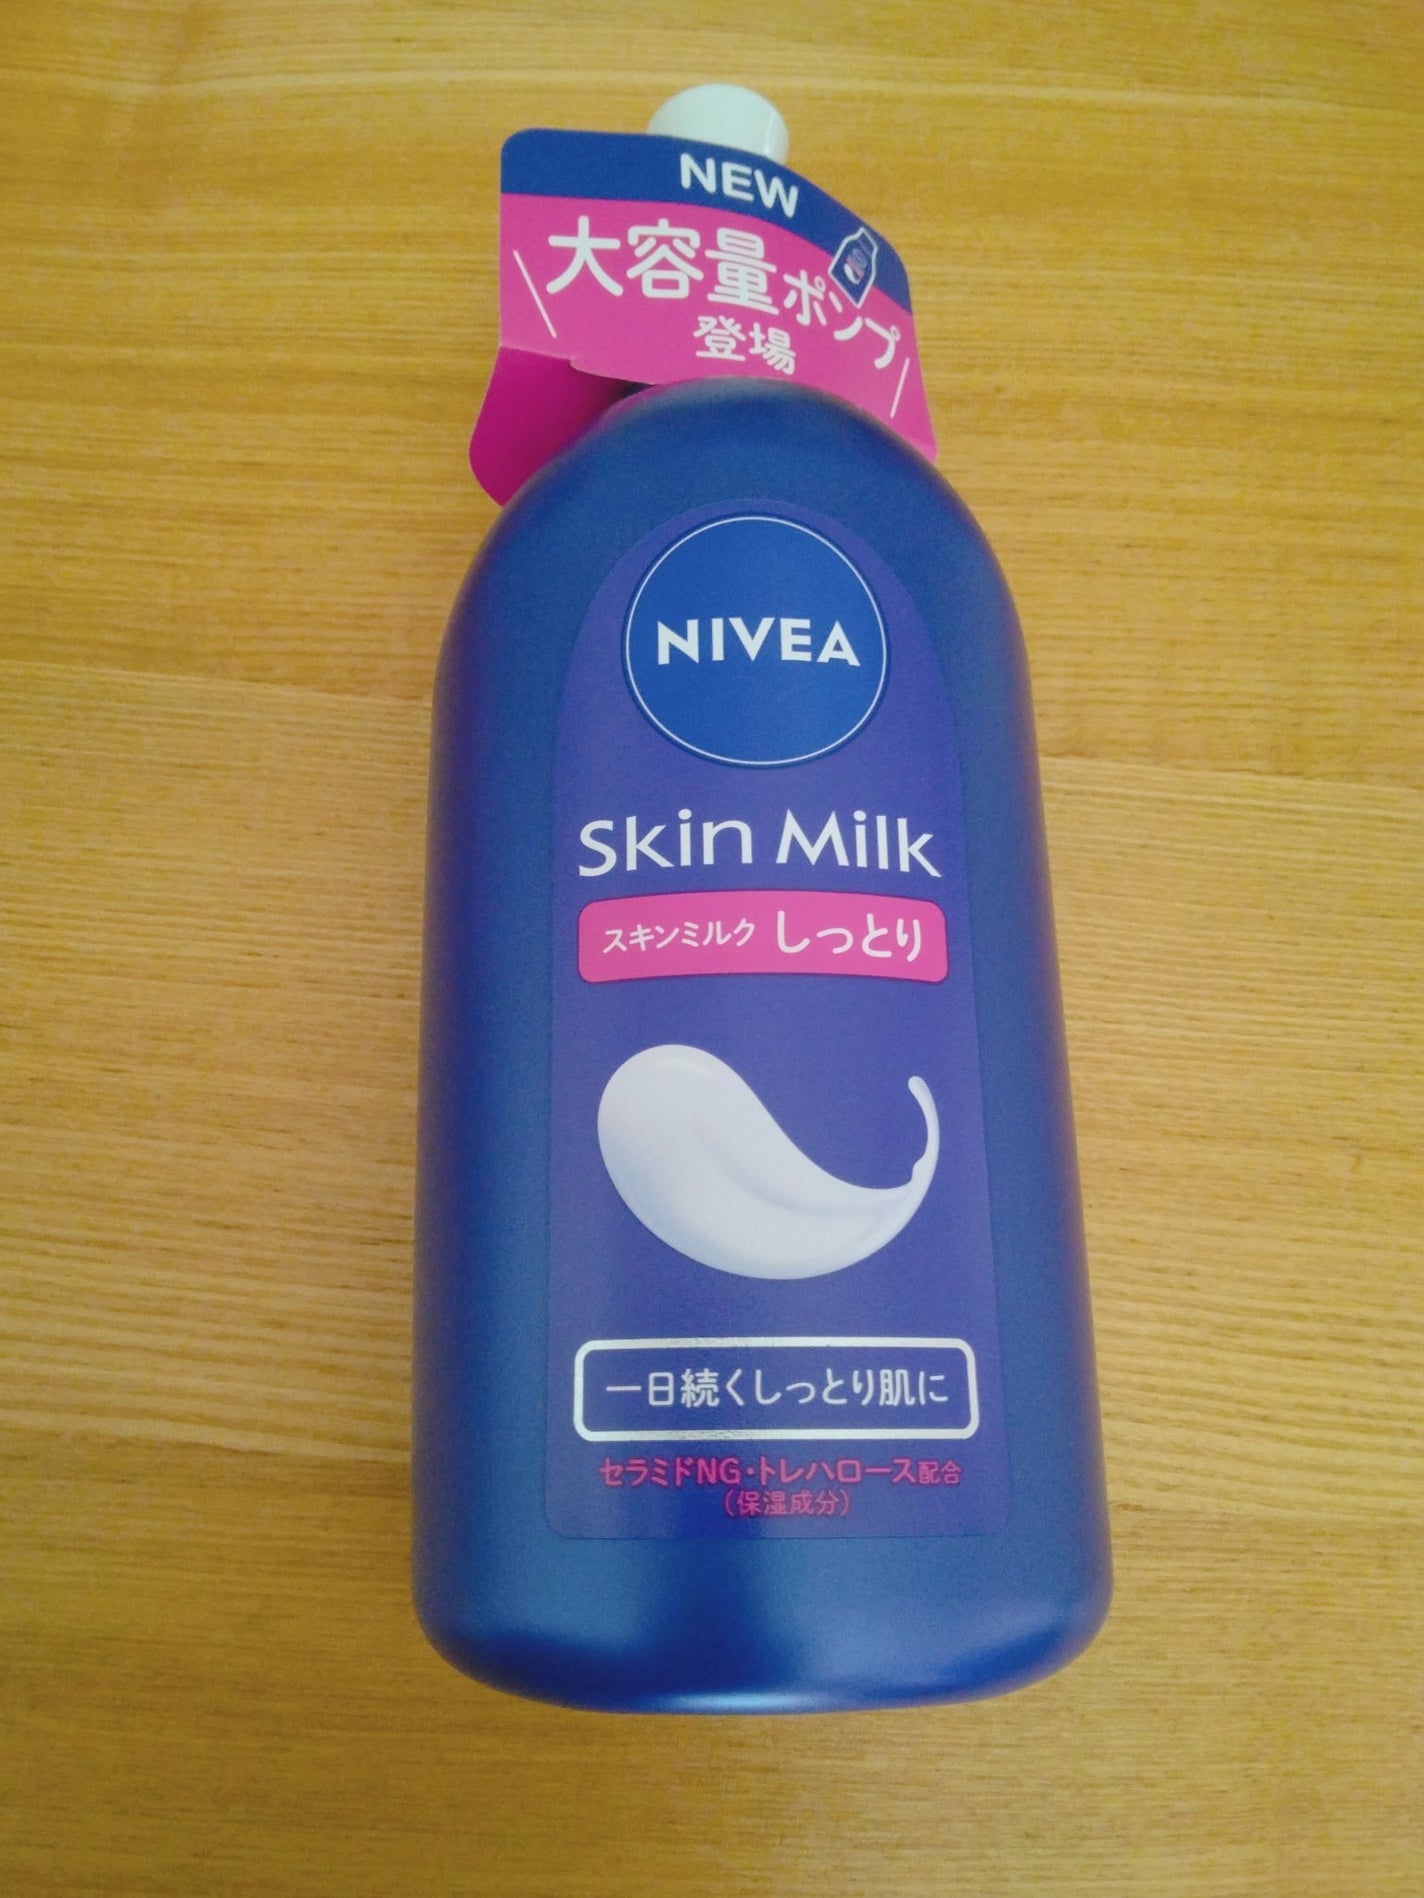 NEW
大容量ポンプ
登場
NIVEA
Skin Milk
スキンミルク しっとり
一日続くしっとり肌に
セラミドNG・トレハロース配合
（保湿成分）